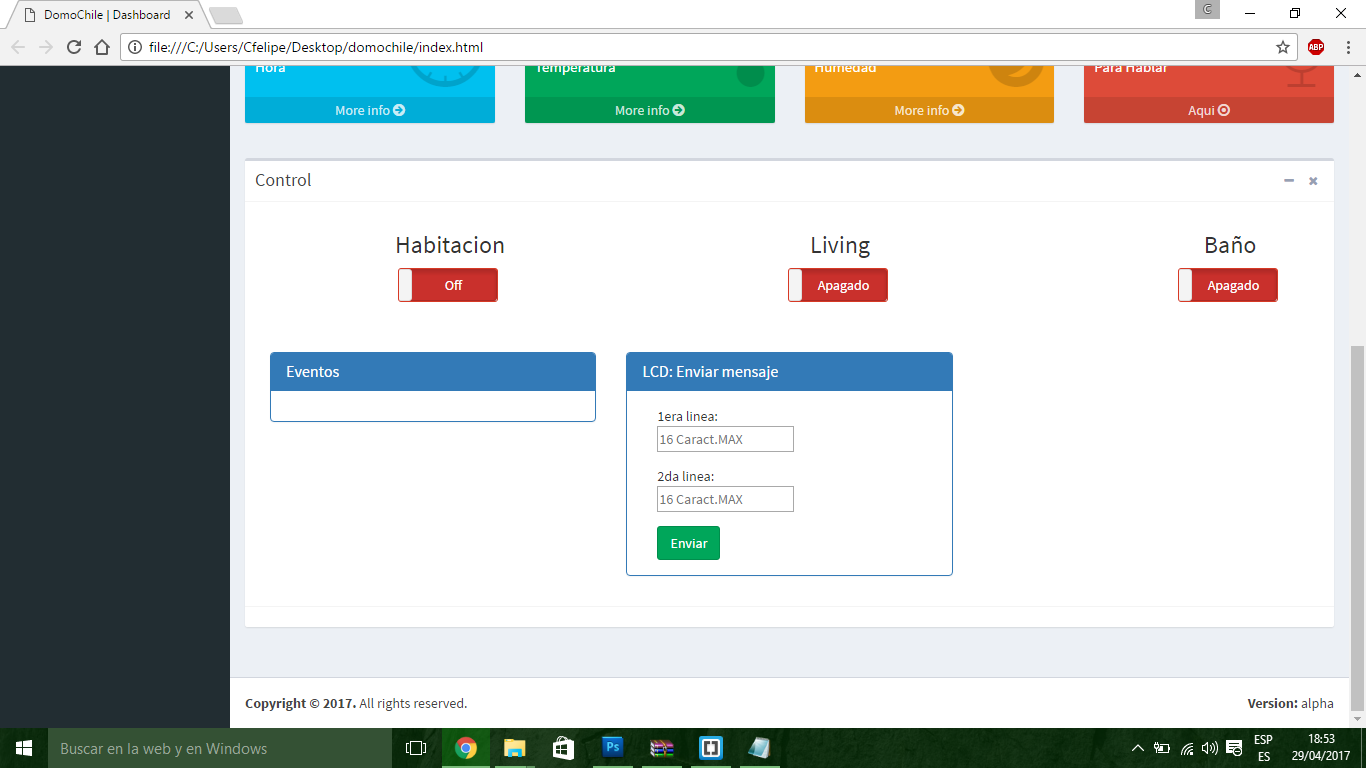 DomoChile | Dashboard
C
file:///C:/Users/Cfelipe/Desktop/domochile/index.html
ABP
Hora
Temperatura
Humedad
Para Hablar
More info
More info
More info
Aqui
Control
Habitacion
Living
Baño
Off
Apagado
Apagado
Eventos
LCD: Enviar mensaje
1era linea:
16 Caract.MAX
2da linea:
16 Caract.MAX
Enviar
Copyright © 2017. All rights reserved.
Version: alpha
Buscar en la web y en Windows
Ps
ESP
ES
18:53
29/04/2017